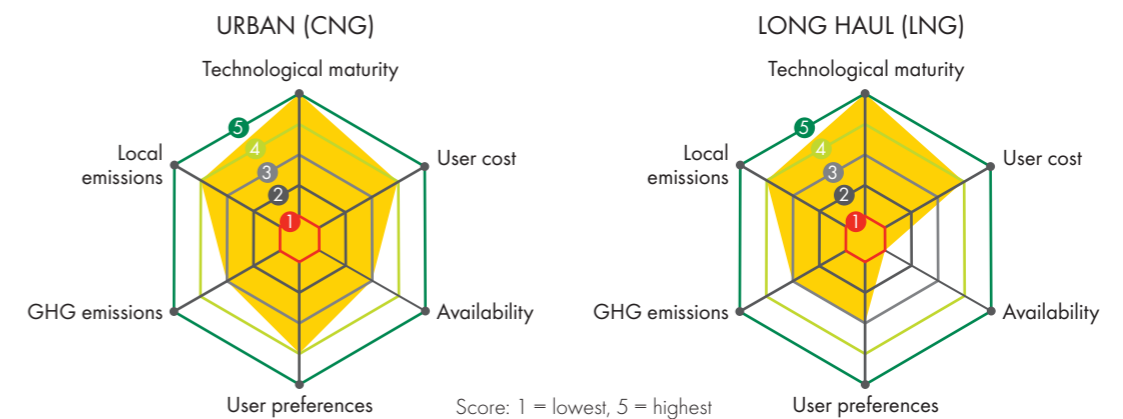 URBAN (CNG)
Technological maturity
5
4
3
2
1
Local
emissions
User cost
GHG emissions
Availability
User preferences
LONG HAUL (LNG)
Technological maturity
5
4
3
2
1
Local
emissions
User cost
GHG emissions
Availability
User preferences
Score: 1 = lowest, 5 = highest